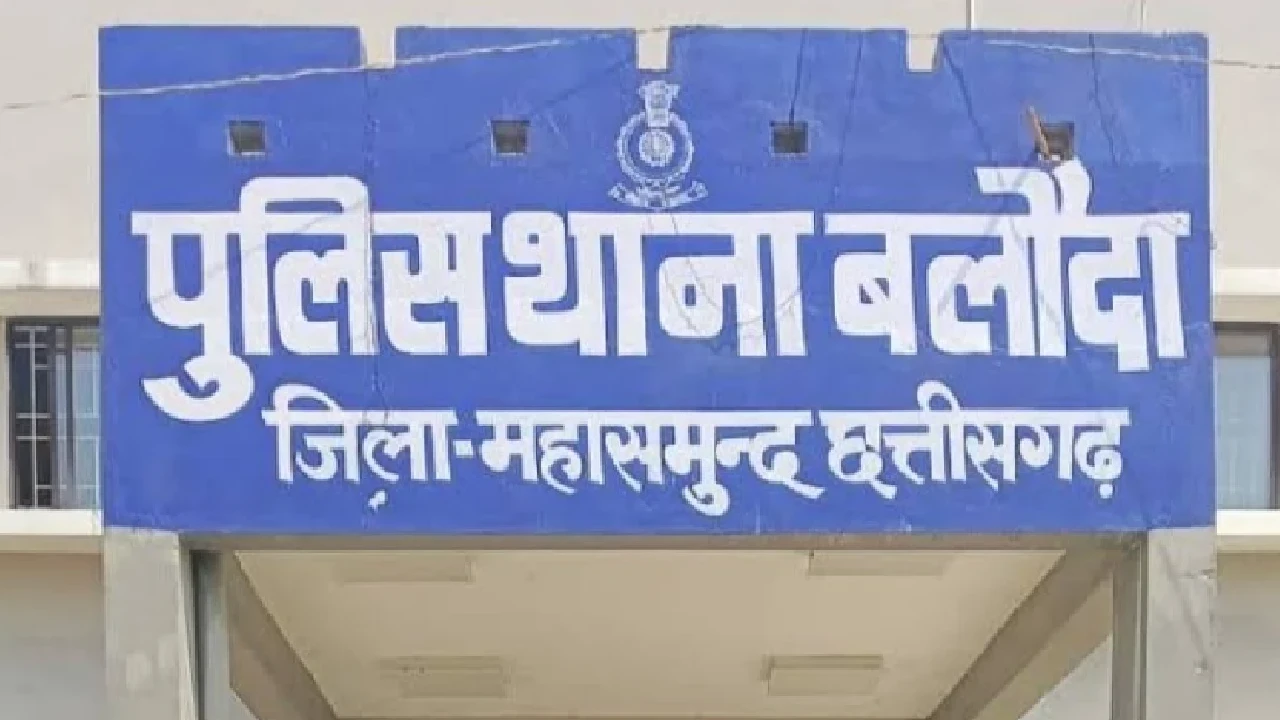 पुलिस थाना बलौदा
जिला-महासमुन्द छत्तीसगढ़